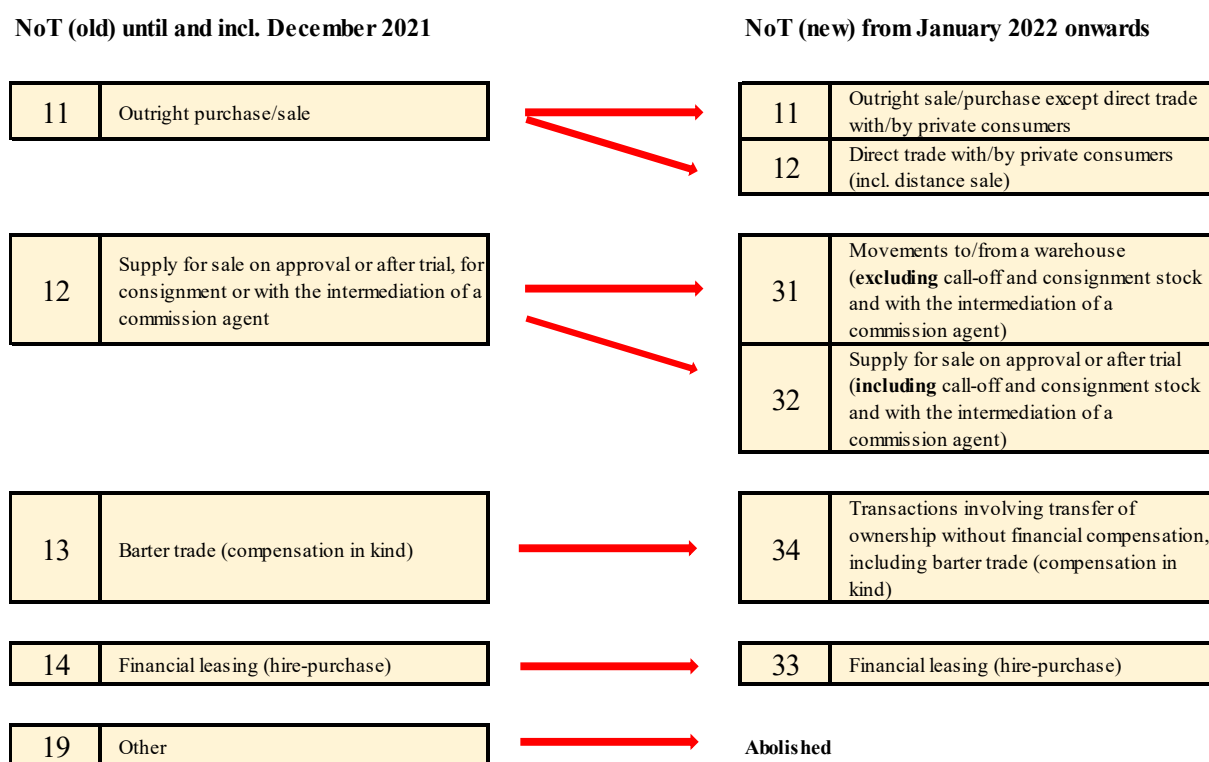 NoT (old) until and incl. December 2021
NoT (new) from January 2022 onwards
11
Outright purchase/sale
11
Outright sale/purchase except direct trade
with/by private consumers
12
Direct trade with/by private consumers
(incl. distance sale)
12
Supply for sale on approval or after trial, for
consignment or with the intermediation of a
commission agent
31
Movements to/from a warehouse
(excluding call-off and consignment stock
and with the intermediation of a
commission agent)
32
Supply for sale on approval or after trial
(including call-off and consignment stock
and with the intermediation of a
commission agent)
13
Barter trade (compensation in kind)
34
Transactions involving transfer of
ownership without financial compensation,
including barter trade (compensation in
kind)
14
Financial leasing (hire-purchase)
33
Financial leasing (hire-purchase)
19
Other
Abolished